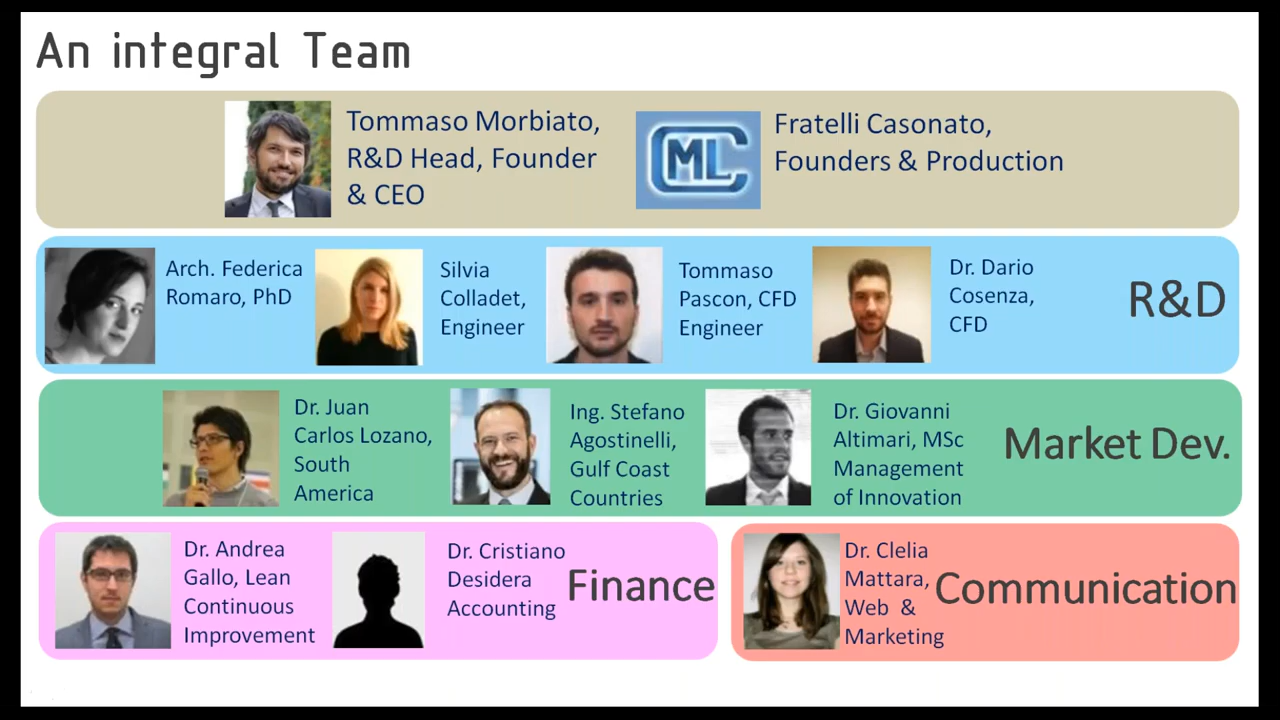 An integral Team
Tommaso Morbiato,
R&D Head, Founder
& CEO
CML
Fratelli Casonato,
Founders & Production
Arch. Federica
Romaro, PhD
Silvia
Colladet,
Engineer
Tommaso
Pascon, CFD
Engineer
Dr. Dario
Cosenza,
CFD
R&D
Dr. Juan
Carlos Lozano,
South
America
Ing. Stefano
Agostinelli,
Gulf Coast
Countries
Dr. Giovanni
Altimari, MSc
Management
of Innovation
Market Dev.
Dr. Andrea
Gallo, Lean
Continuous
Improvement
Dr. Cristiano
Desidera
Accounting
Finance
Dr. Clelia
Mattara,
Web &
Marketing
Communication